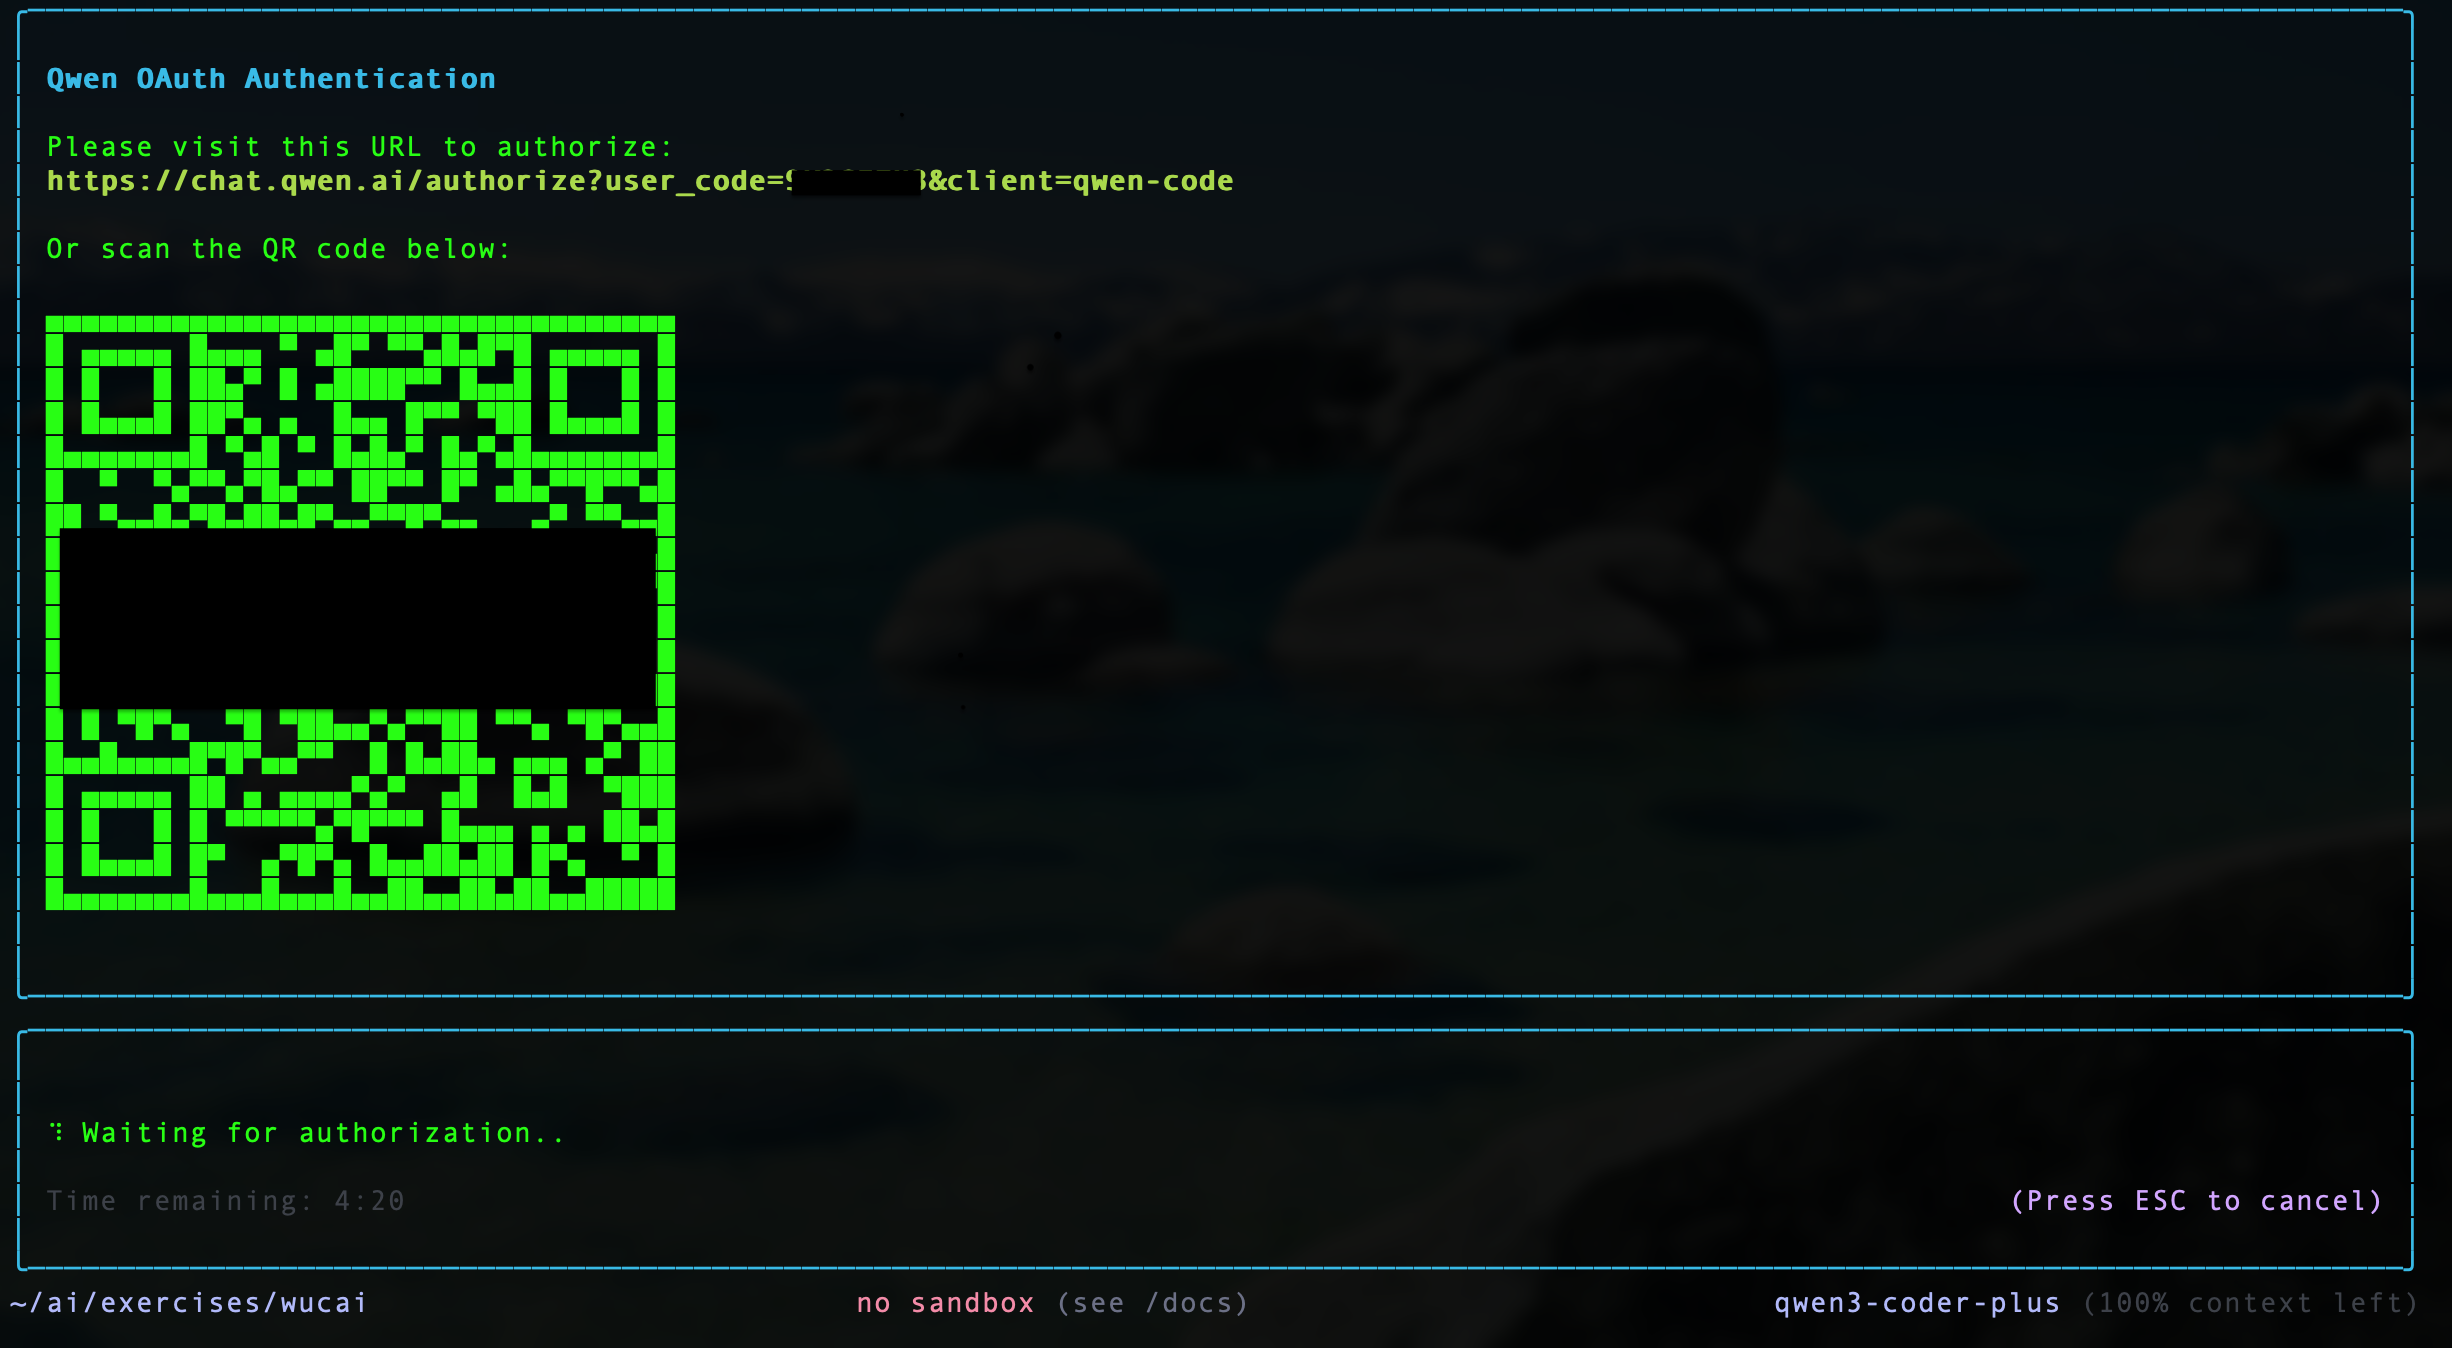 Qwen OAuth Authentication
Please visit this URL to authorize:
https://chat.qwen.ai/authorize?user_code= &client=qwen-code
Or scan the QR code below:
Waiting for authorization..
Time remaining: 4:20
(Press ESC to cancel)
~/ai/exercises/wucai
no sandbox (see /docs)
qwen3-coder-plus (100% context left)